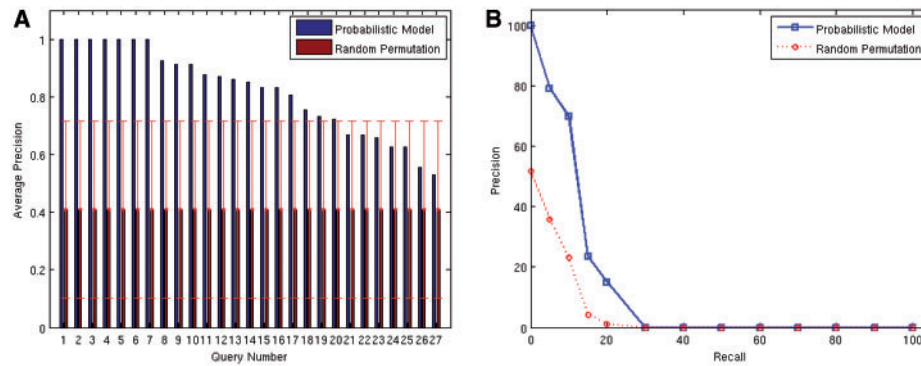 A
Probabilistic Model
Random Permutation
1
0.8
0.6
0.4
0.2
0
Average Precision
1 2 3 4 5 6 7 8 9 10 11 12 13 14 15 16 17 18 19 20 21 22 23 24 25 26 27
Query Number
B
Probabilistic Model
Random Permutation
100
80
60
40
20
0
Precision
0 20 40 60 80 100
Recall